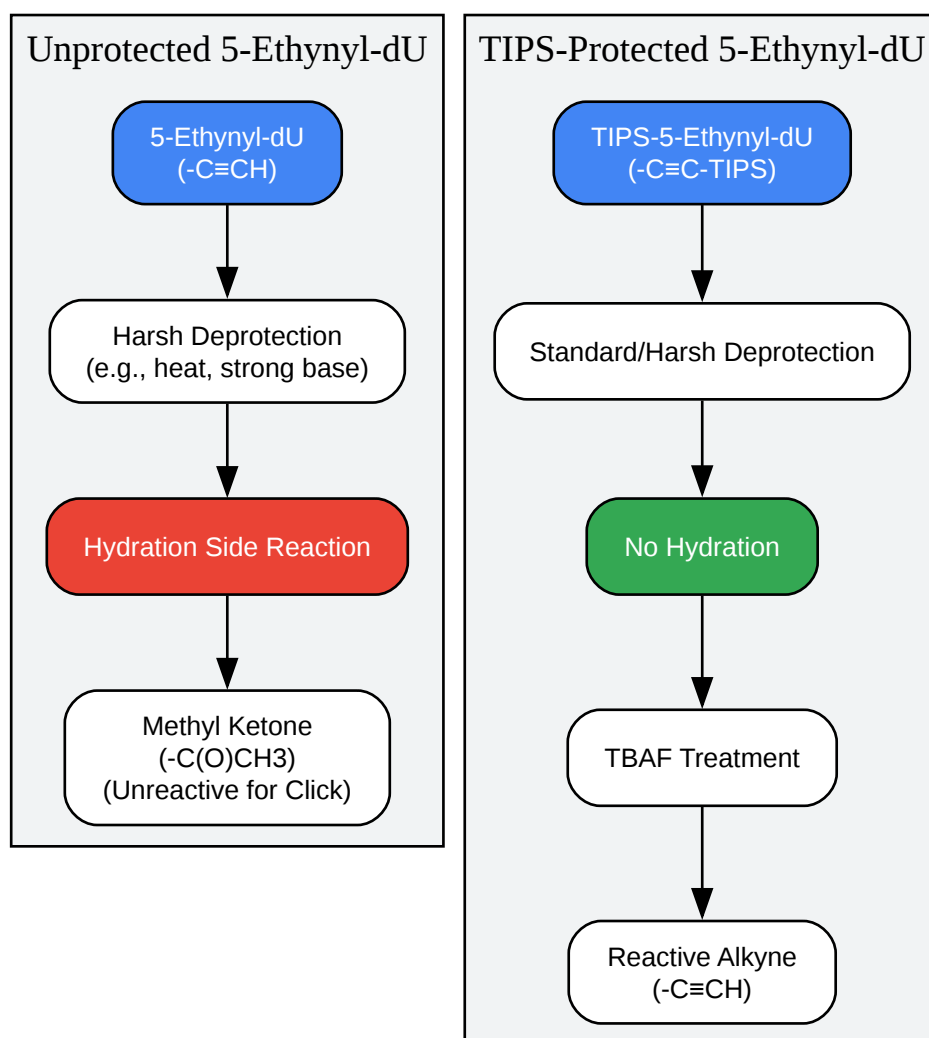 Unprotected 5-Ethynyl-dU
5-Ethynyl-dU
(-C≡CH)
Harsh Deprotection
(e.g., heat, strong base)
Hydration Side Reaction
Methyl Ketone
(-C(O)CH3)
(Unreactive for Click)
TIPS-Protected 5-Ethynyl-dU
TIPS-5-Ethynyl-dU
(-C≡C-TIPS)
Standard/Harsh Deprotection
No Hydration
TBAF Treatment
Reactive Alkyne
(-C≡CH)